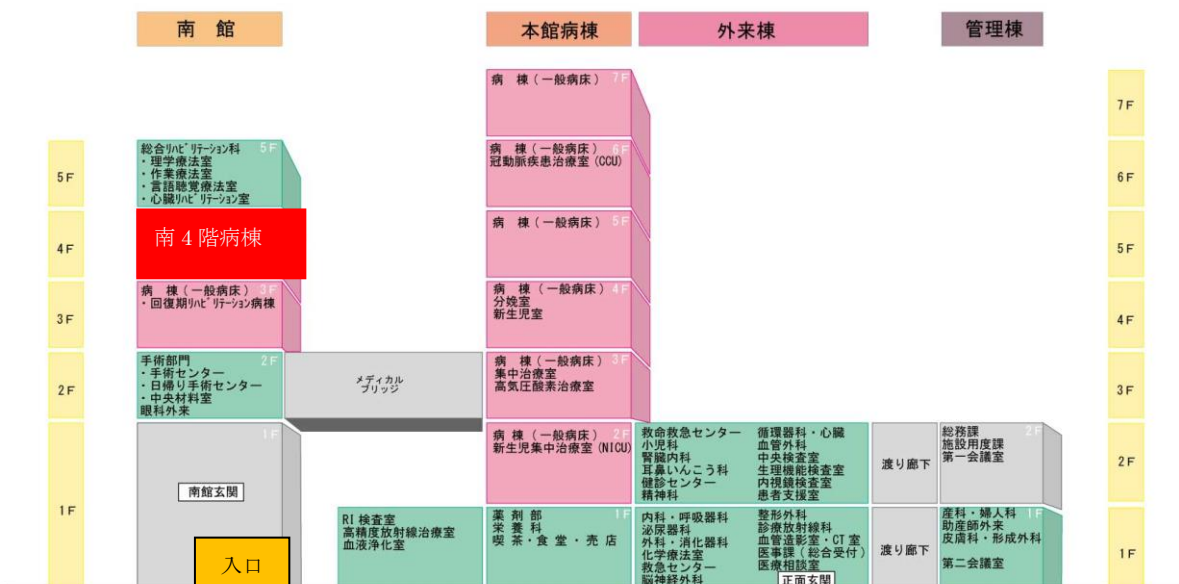 南　館
本館病棟
外来棟
管理棟
病　棟（一般病床） 7F
7F
総合ﾘﾊﾋﾞﾘﾃｰｼｮﾝ科 5F
・理学療法室
・作業療法室
・言語聴覚療法室
・心臓ﾘﾊﾋﾞﾘﾃｰｼｮﾝ室
5F
病　棟（一般病床） 6F
冠動脈疾患治療室（CCU）
6F
南4階病棟
4F
病　棟（一般病床） 5F
5F
病　棟（一般病床） 3F
・回復期ﾘﾊﾋﾞﾘﾃｰｼｮﾝ病棟
3F
病　棟（一般病床） 4F
分娩室
新生児室
4F
手術部門 2F
・手術センター
・日帰り手術センター
・中央材料室
眼科外来
2F
メディカル
ブリッジ
病　棟（一般病床） 3F
集中治療室
高気圧酸素治療室
3F
1F
南館玄関
入口
1F
病　棟（一般病床） 2F
新生児集中治療室（NICU）
救命救急センター
小児科
腎臓内科
耳鼻いんこう科
健診センター
精神科
循環器科・心臓
血管外科
中央検査室
生理機能検査室
内視鏡検査室
患者支援室
渡り廊下
総務課 2F
施設用度課
第一会議室
2F
RI検査室
高精度放射線治療室
血液浄化室
薬剤部 1F
栄養科
喫茶・食堂・売店
内科・呼吸器科
泌尿器科
外科・消化器科
化学療法室
救急センター
脳神経外科
整形外科
診療放射線科
血管造影室・CT室
医事課（総合受付）
医療相談室
正面玄関
渡り廊下
産科・婦人科 1F
助産師外来
皮膚科・形成外科
第二会議室
1F